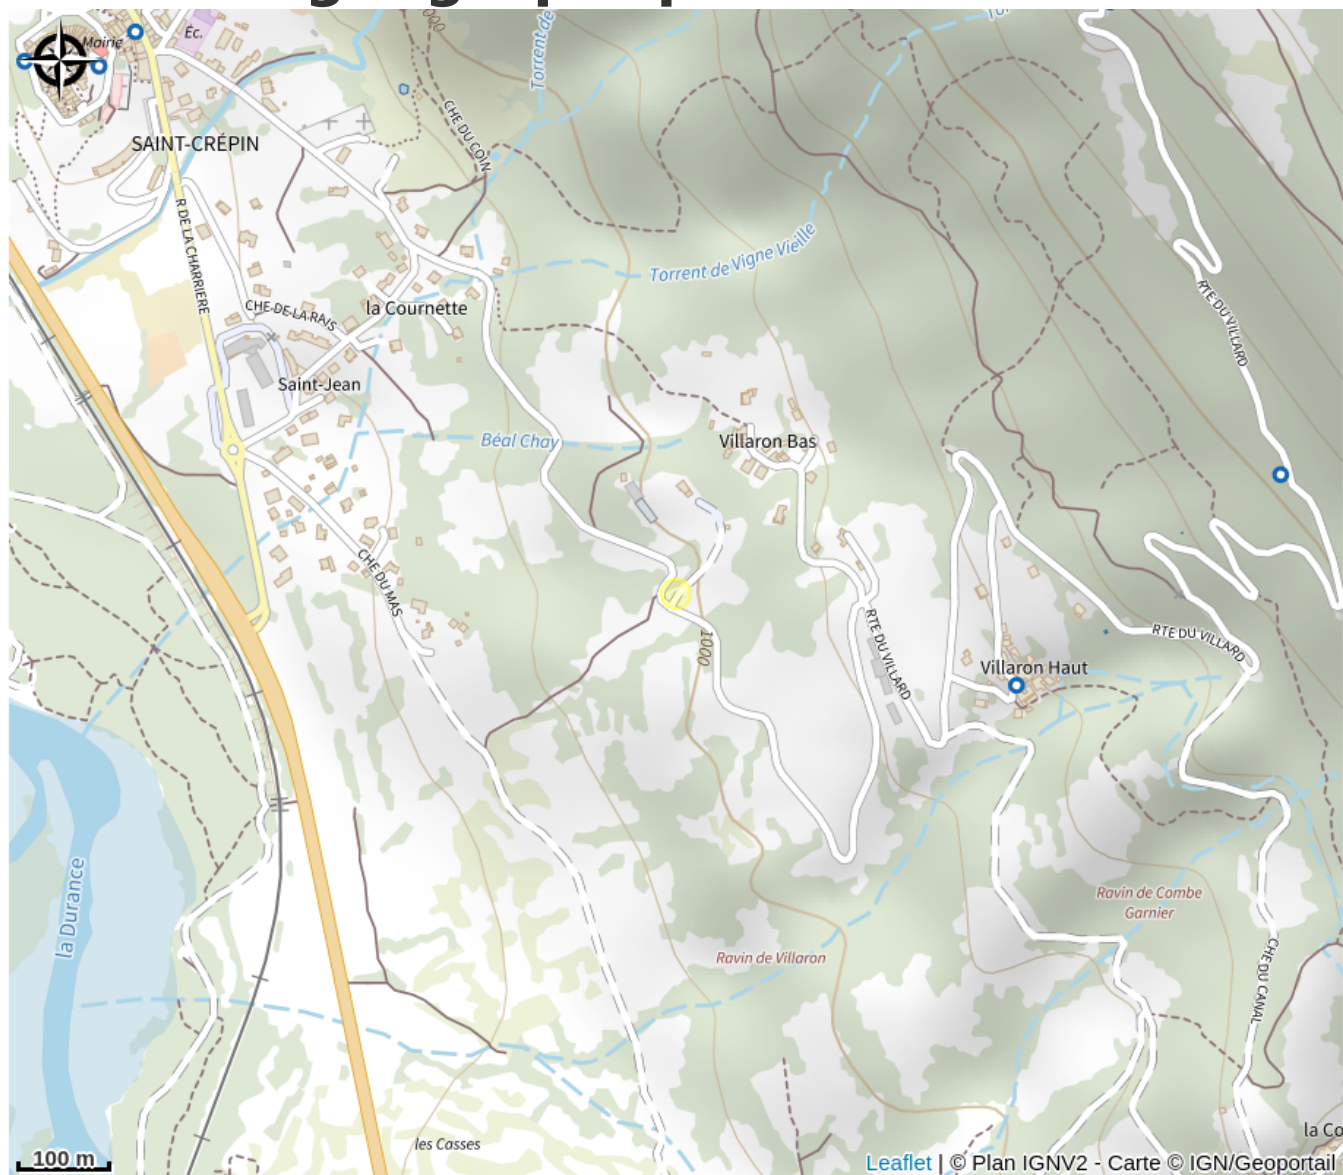 Mairie
Éc.
1000
Torrent de
CHE DU COIN
SAINT-CRÉPIN
R DE LA CHARRIERE
Torrent de Vigne Vieille
RTE DU VILLARD
CHE-DE-LA RAIS
la Cournette
Saint-Jean
Béal Chay
Villaron Bas
CHE DU MAS
1000
RTE DU VILLARD
RTE DU VILLARD
Villaron Haut
la Durance
Ravin de Combe
Garnier
Ravin de Villaron
CHE DU CANAL
les Casses
la Co
100 m
Leaflet | © Plan IGNV2 - Carte © IGN/Geoportail